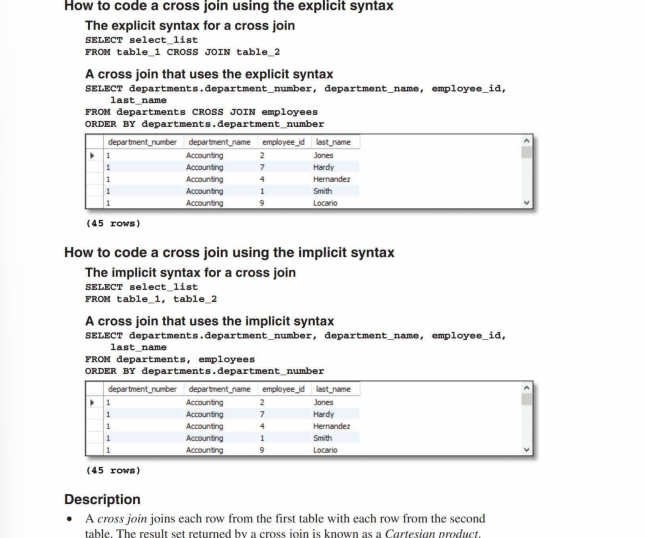 How to code a cross join using the explicit syntax
The explicit syntax for a cross join
SELECT select_list
FROM table_1 CROSS JOIN table_2
A cross join that uses the explicit syntax
SELECT departments.department_number, department_name, employee_id,
last_name
FROM departments CROSS JOIN employees
ORDER BY departments.department_number
department_number department_name employee_id last_name
1 Accounting 2 Jones
1 Accounting 7 Hardy
1 Accounting 4 Hernandez
1 Accounting 1 Smith
1 Accounting 9 Locario
(45 rows)
How to code a cross join using the implicit syntax
The implicit syntax for a cross join
SELECT select_list
FROM table_1, table_2
A cross join that uses the implicit syntax
SELECT departments.department_number, department_name, employee_id,
last_name
FROM departments, employees
ORDER BY departments.department_number
department_number department_name employee_id last_name
1 Accounting 2 Jones
1 Accounting 7 Hardy
1 Accounting 4 Hernandez
1 Accounting 1 Smith
1 Accounting 9 Locario
(45 rows)
Description
• A cross join joins each row from the first table with each row from the second
table. The result set returned by a cross join is known as a Cartesian product.